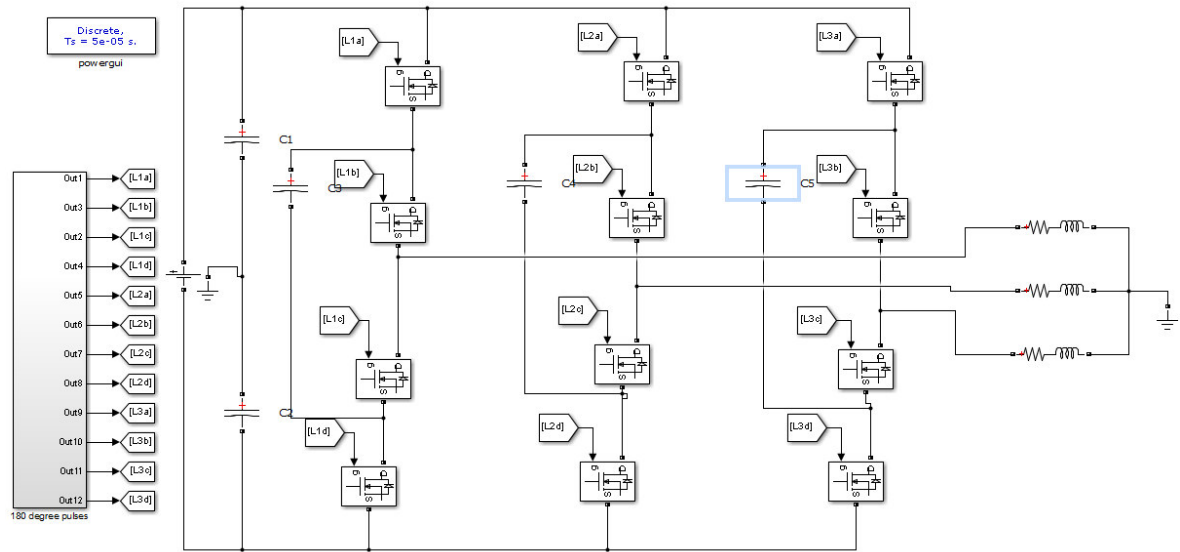 Discrete,
Ts = 5e-05 s.
powergui
[L1a]
g
D
S
[L2a]
g
D
S
[L3a]
g
D
S
C1
[L1b]
C3
g
D
S
[L2b]
C4
g
D
S
[L3b]
C5
g
D
S
Out1
[L1a]
Out3
[L1b]
Out2
[L1c]
Out4
[L1d]
Out5
[L2a]
Out6
[L2b]
Out7
[L2c]
Out8
[L2d]
Out9
[L3a]
Out10
[L3b]
Out11
[L3c]
Out12
[L3d]
180 degree pulses
[L1c]
g
D
S
[L2c]
g
D
S
[L3c]
g
D
S
C2
[L1d]
g
D
S
[L2d]
g
D
S
[L3d]
g
D
S